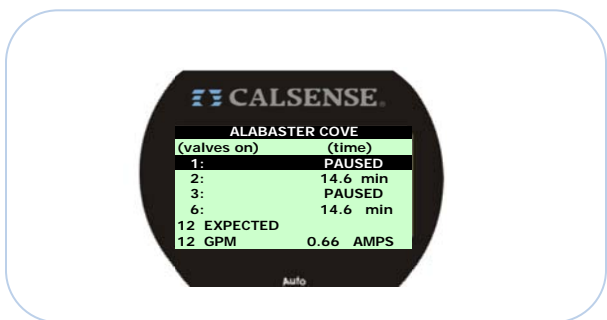 CALSENSE®
ALABASTER COVE
(valves on) (time)
1: PAUSED
2: 14.6 min
3: PAUSED
6: 14.6 min
12 EXPECTED
12 GPM 0.66 AMPS
Auto